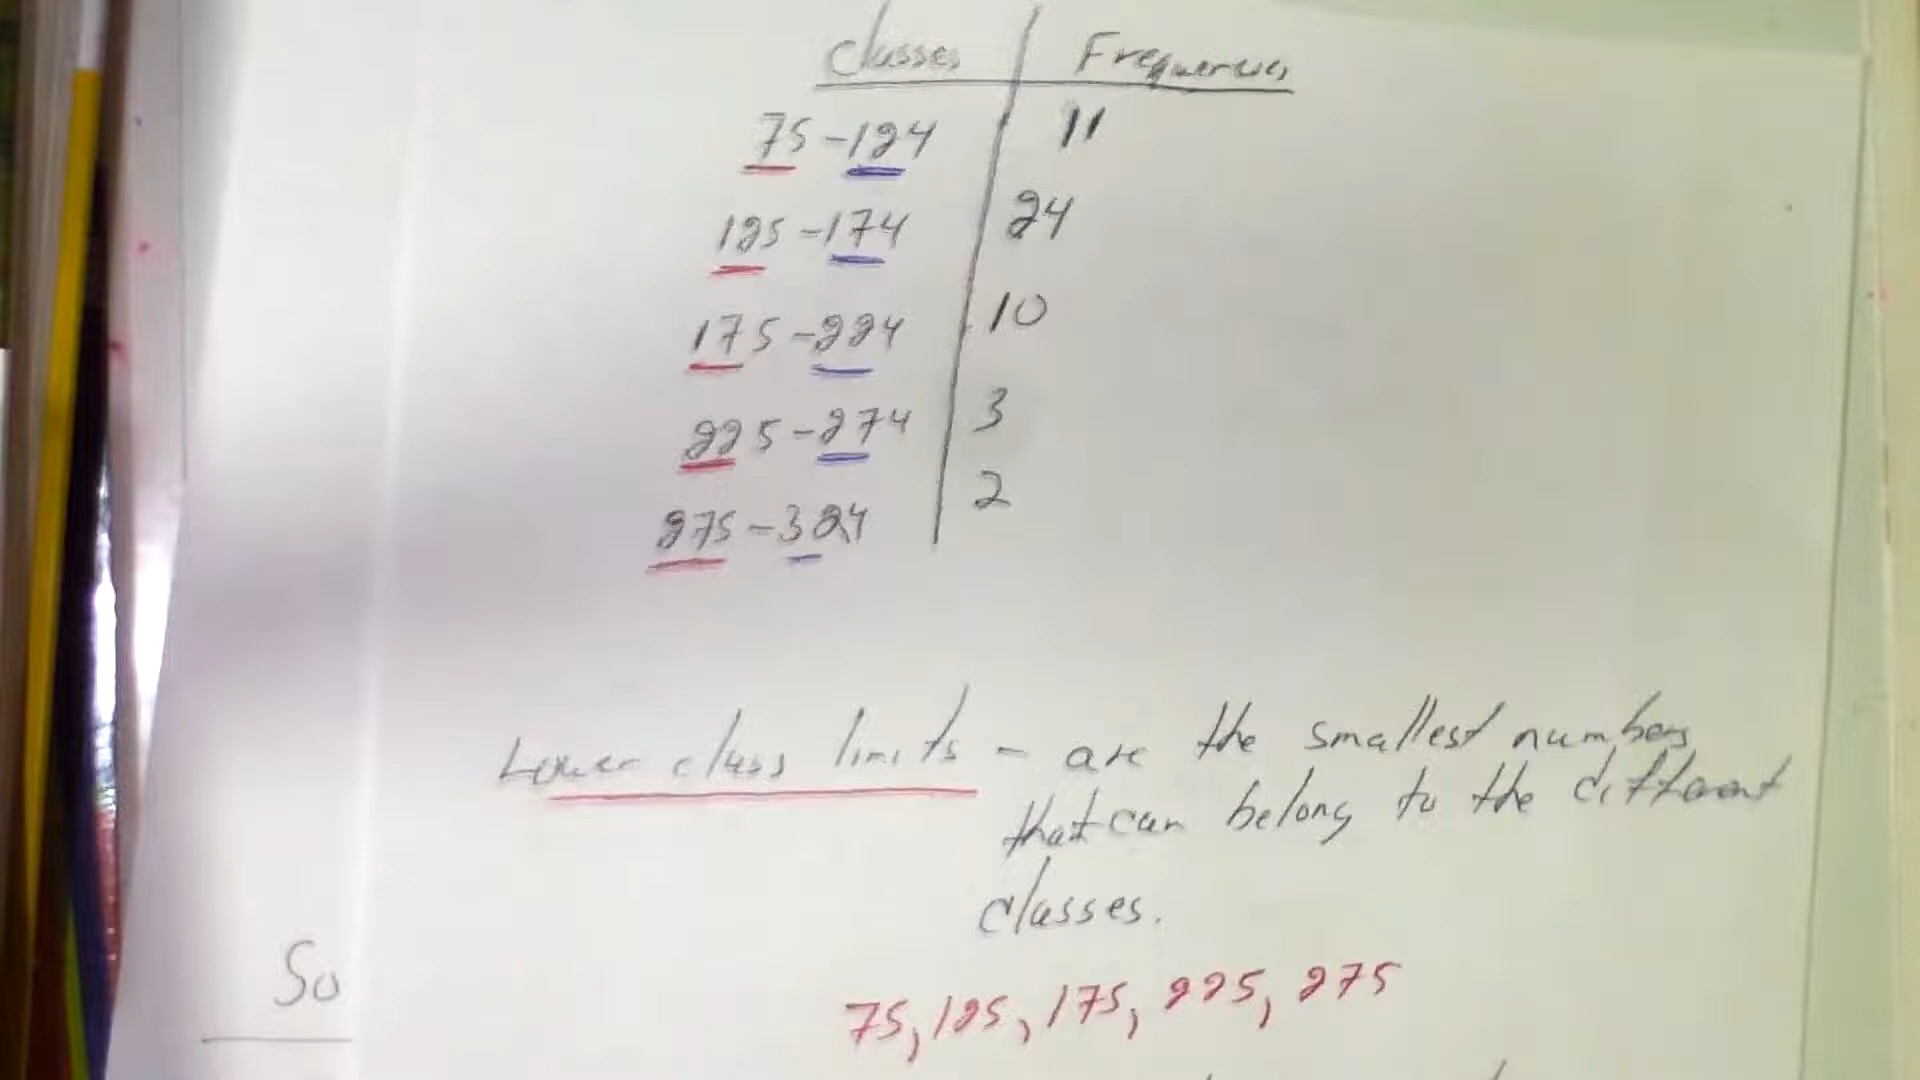 Classes Frequencies
75-124 11
125-174 24
175-224 10
225-274 3
275-324 2
Lower class limits - are the smallest numbers
that can belong to the different
classes.
So
75, 125, 175, 225, 275